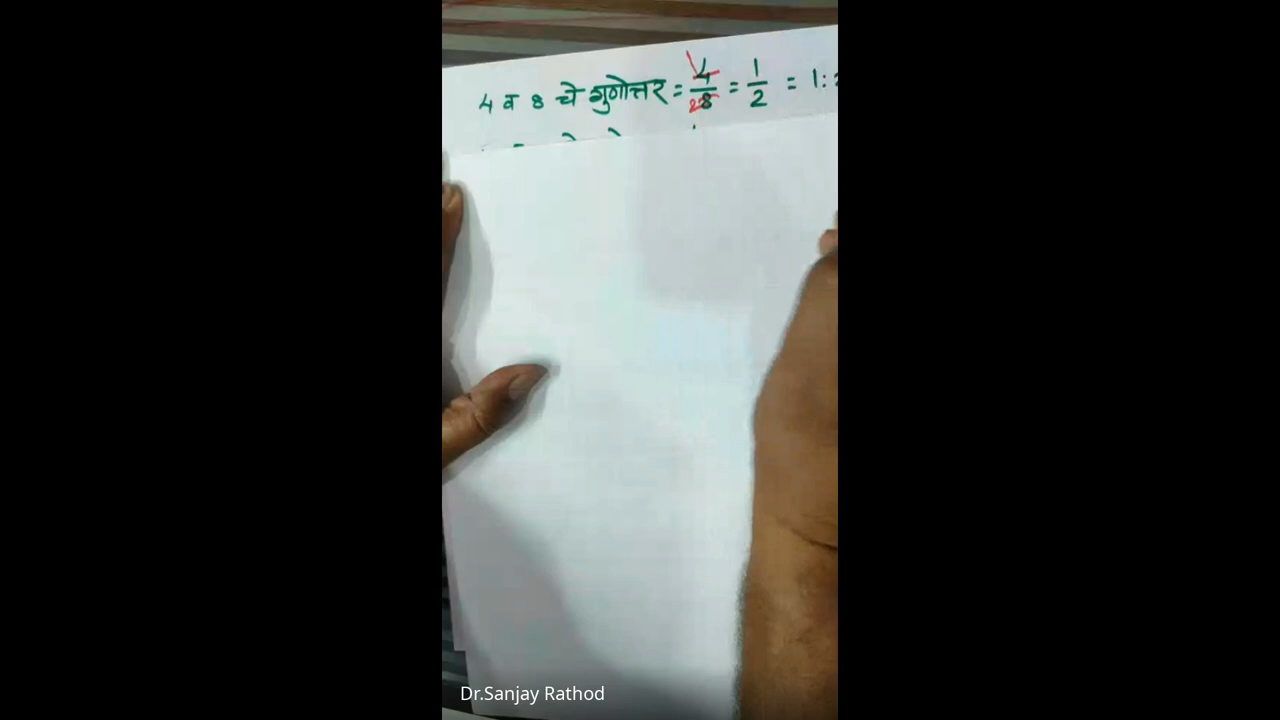 4 व 8 चे गुणोत्तर = 4/8 = 1/2 = 1:
Dr.Sanjay Rathod